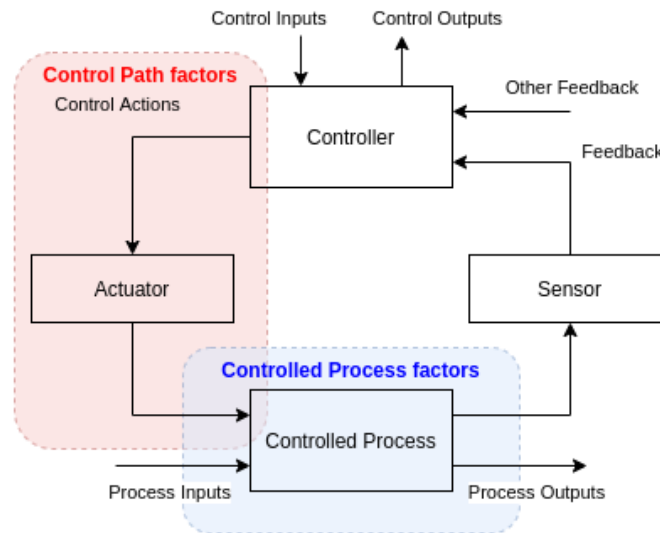 Control Inputs
Control Outputs
Control Path factors
Control Actions
Other Feedback
Controller
Feedback
Actuator
Sensor
Controlled Process factors
Controlled Process
Process Inputs
Process Outputs